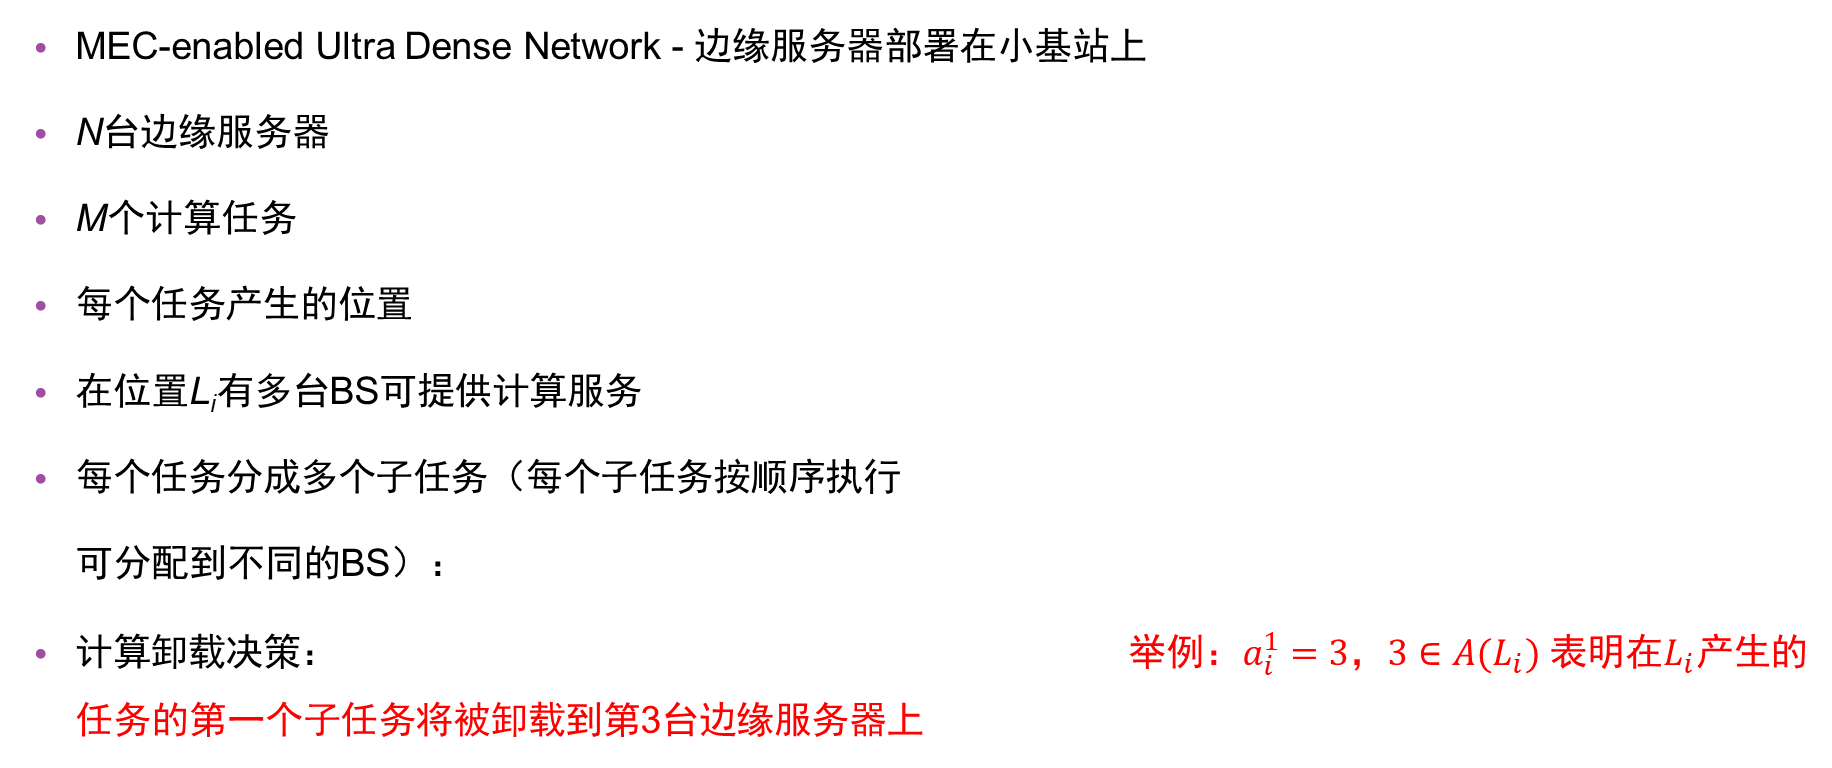 • MEC-enabled Ultra Dense Network - 边缘服务器部署在小基站上
• N台边缘服务器
• M个计算任务
• 每个任务产生的位置
• 在位置Lᵢ有多台BS可提供计算服务
• 每个任务分成多个子任务（每个子任务按顺序执行
可分配到不同的BS）：
• 计算卸载决策： 举例：$a_i^1 = 3$，$3 \in A(L_i)$ 表明在$L_i$产生的
任务的第一个子任务将被卸载到第3台边缘服务器上